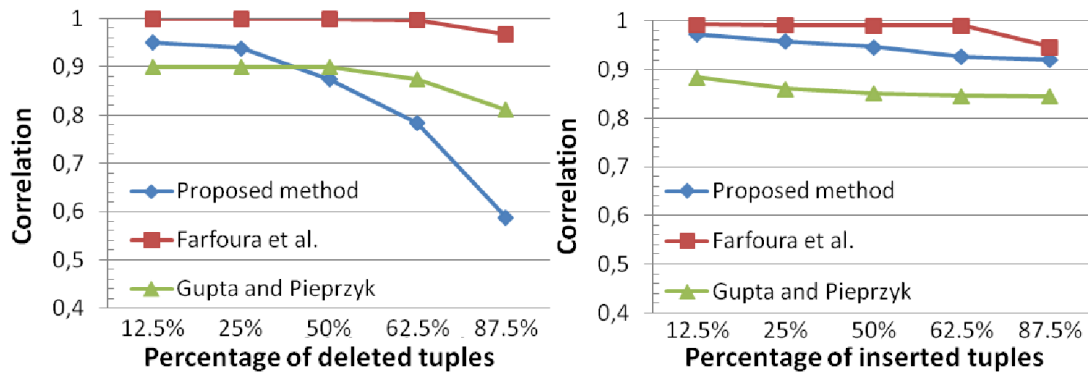 1
0,9
0,8
0,7
0,6
0,5
0,4
Correlation
Proposed method
Farfoura et al.
Gupta and Pieprzyk
12.5% 25% 50% 62.5% 87.5%
Percentage of deleted tuples
1
0,9
0,8
0,7
0,6
0,5
0,4
Correlation
Proposed method
Farfoura et al.
Gupta and Pieprzyk
12.5% 25% 50% 62.5% 87.5%
Percentage of inserted tuples